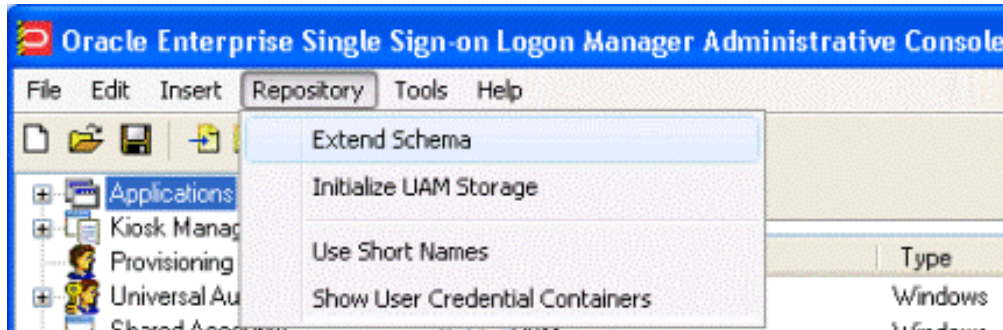 Oracle Enterprise Single Sign-on Logon Manager Administrative Console
File Edit Insert Repository Tools Help
Extend Schema
Applications
Initialize UAM Storage
Kiosk Manag
Use Short Names
Provisioning
Type
Universal Au
Show User Credential Containers
Windows